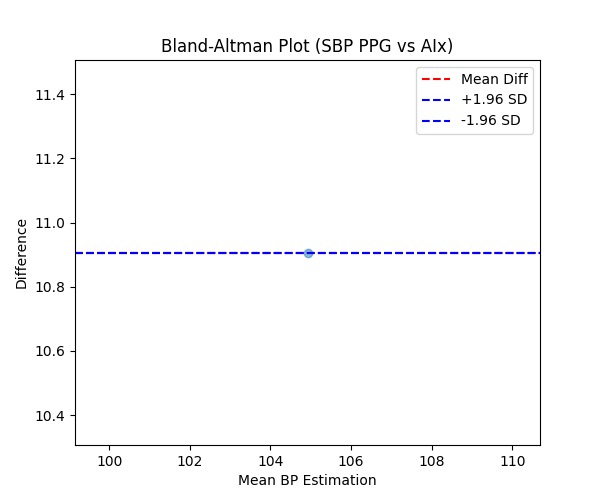 Bland-Altman Plot (SBP PPG vs AIx)
Mean Diff
+1.96 SD
-1.96 SD
11.4
11.2
11.0
10.8
10.6
10.4
Difference
100
102
104
106
108
110
Mean BP Estimation